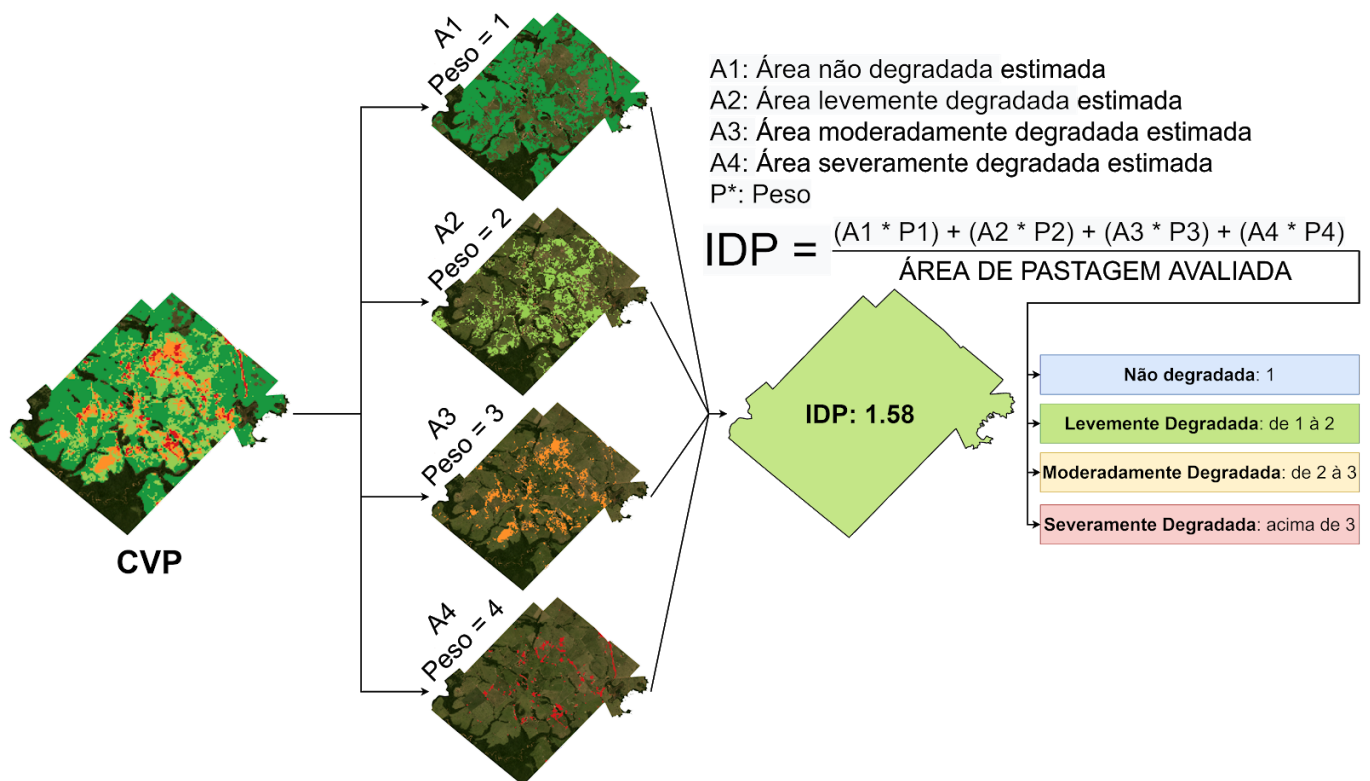 A1
Peso = 1
A2
Peso = 2
A3
Peso = 3
A4
Peso = 4
CVP
A1: Área não degradada estimada
A2: Área levemente degradada estimada
A3: Área moderadamente degradada estimada
A4: Área severamente degradada estimada
P*: Peso
IDP = (A1 * P1) + (A2 * P2) + (A3 * P3) + (A4 * P4)
ÁREA DE PASTAGEM AVALIADA
IDP: 1.58
Não degradada: 1
Levemente Degradada: de 1 à 2
Moderadamente Degradada: de 2 à 3
Severamente Degradada: acima de 3